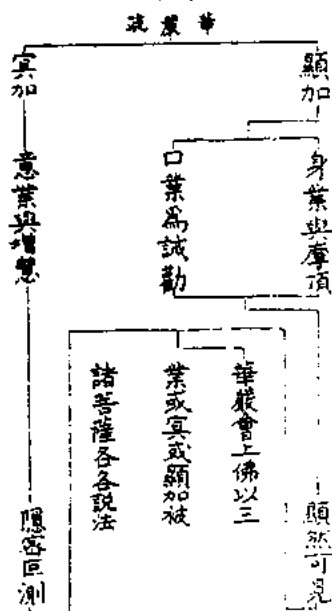 華嚴疏
顯加
身業與摩頂
口業爲誡勸
顯然可見
冥加
意業與增慧
隱密叵測
華嚴會上佛以三
業或冥或顯加被
諸菩薩各各說法